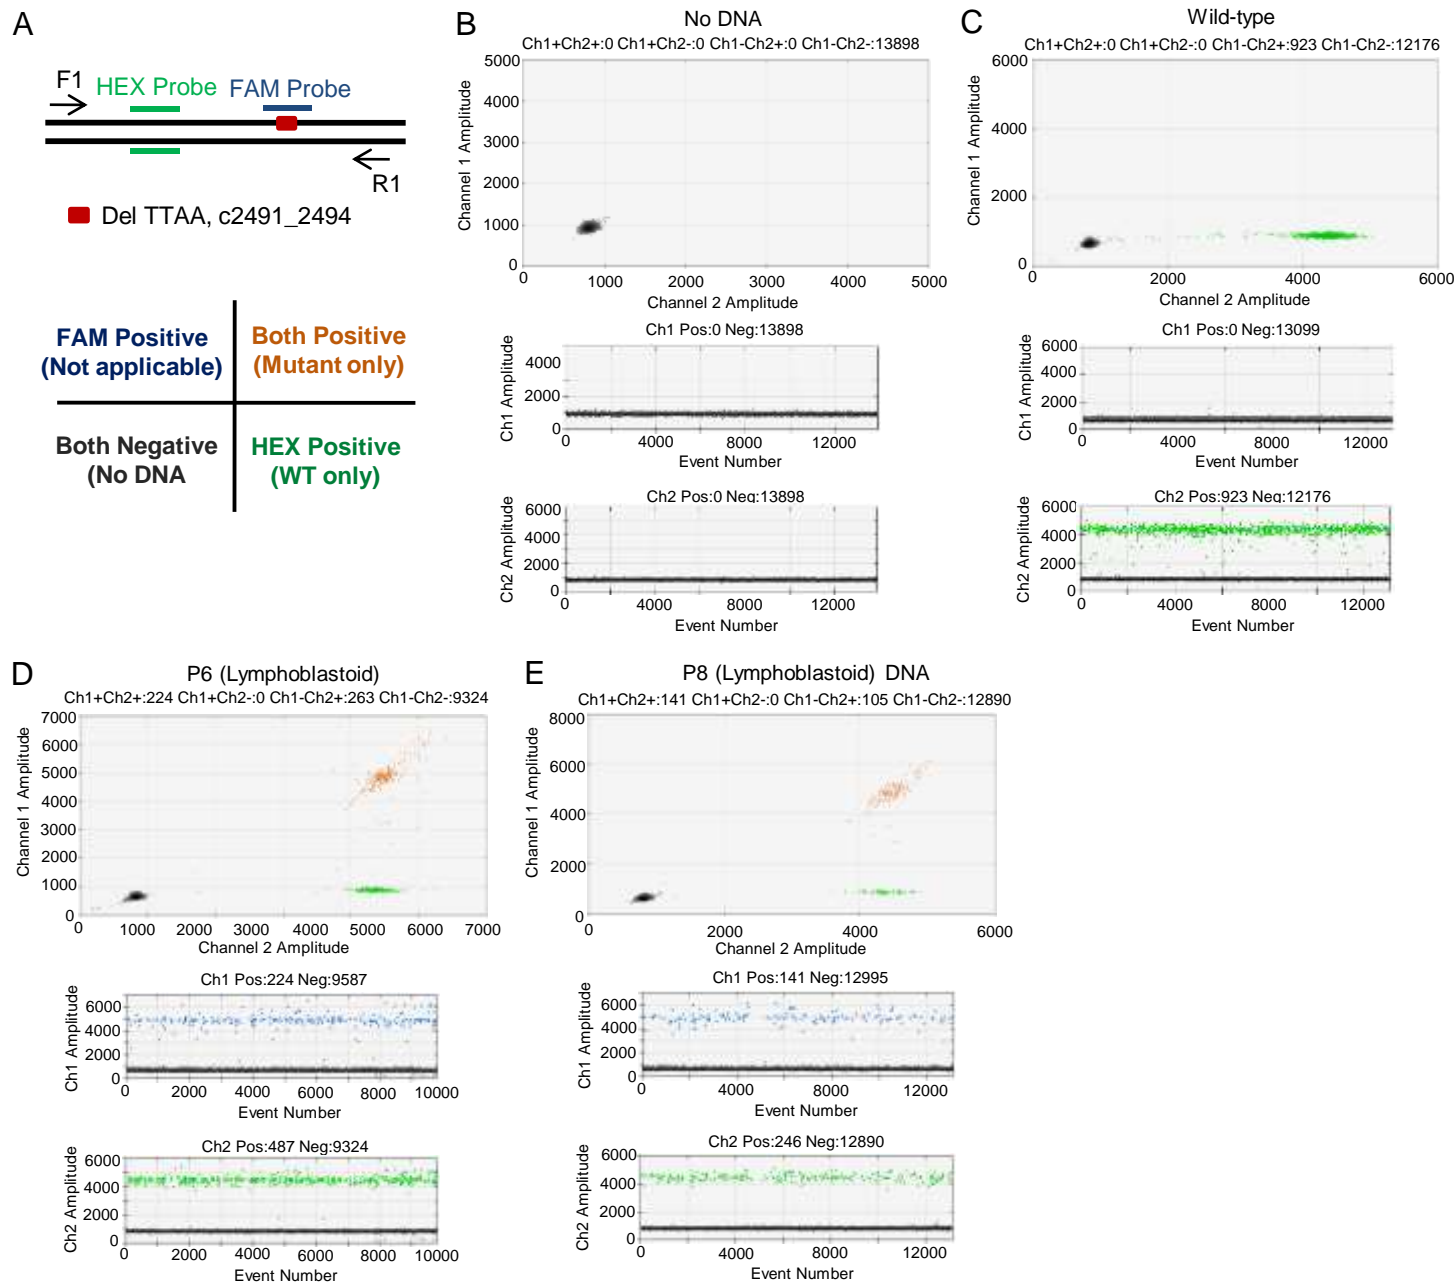 A
F1
HEX Probe
FAM Probe
R1
Del TTAA, c2491_2494
FAM Positive
(Not applicable)
Both Positive
(Mutant only)
Both Negative
(No DNA
HEX Positive
(WT only)
B
No DNA
Ch1+Ch2+:0 Ch1+Ch2-:0 Ch1-Ch2+:0 Ch1-Ch2-:13898
Channel 1 Amplitude
5000
4000
3000
2000
1000
0
0 1000 2000 3000 4000 5000
Channel 2 Amplitude
Ch1 Pos:0 Neg:13898
Ch1 Amplitude
4000
2000
0
0 4000 8000 12000
Event Number
Ch2 Pos:0 Neg:13898
Ch2 Amplitude
6000
4000
2000
0
0 4000 8000 12000
Event Number
C
Wild-type
Ch1+Ch2+:0 Ch1+Ch2-:0 Ch1-Ch2+:923 Ch1-Ch2-:12176
Channel 1 Amplitude
6000
4000
2000
0
0 2000 4000 6000
Channel 2 Amplitude
Ch1 Pos:0 Neg:13099
Ch1 Amplitude
6000
4000
2000
0
0 4000 8000 12000
Event Number
Ch2 Pos:923 Neg:12176
Ch2 Amplitude
6000
4000
2000
0
0 4000 8000 12000
Event Number
D
P6 (Lymphoblastoid)
Ch1+Ch2+:224 Ch1+Ch2-:0 Ch1-Ch2+:263 Ch1-Ch2-:9324
Channel 1 Amplitude
7000
6000
5000
4000
3000
2000
1000
0
0 1000 2000 3000 4000 5000 6000 7000
Channel 2 Amplitude
Ch1 Pos:224 Neg:9587
Ch1 Amplitude
6000
4000
2000
0
0 2000 4000 6000 8000 10000
Event Number
Ch2 Pos:487 Neg:9324
Ch2 Amplitude
6000
4000
2000
0
0 2000 4000 6000 8000 10000
Event Number
E
P8 (Lymphoblastoid) DNA
Ch1+Ch2+:141 Ch1+Ch2-:0 Ch1-Ch2+:105 Ch1-Ch2-:12890
Channel 1 Amplitude
8000
6000
4000
2000
0
0 2000 4000 6000
Channel 2 Amplitude
Ch1 Pos:141 Neg:12995
Ch1 Amplitude
6000
4000
2000
0
0 4000 8000 12000
Event Number
Ch2 Pos:246 Neg:12890
Ch2 Amplitude
6000
4000
2000
0
0 4000 8000 12000
Event Number